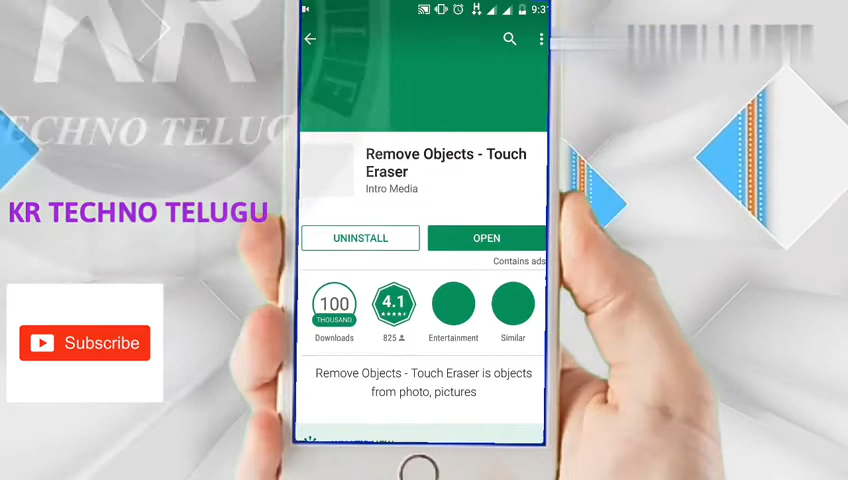 KR
TECHNO TELUG
KR TECHNO TELUGU
Subscribe
9:3
Remove Objects - Touch
Eraser
Intro Media
UNINSTALL
OPEN
Contains ads
100
THOUSAND
Downloads
4.1
825
Entertainment
Similar
Remove Objects - Touch Eraser is objects
from photo, pictures